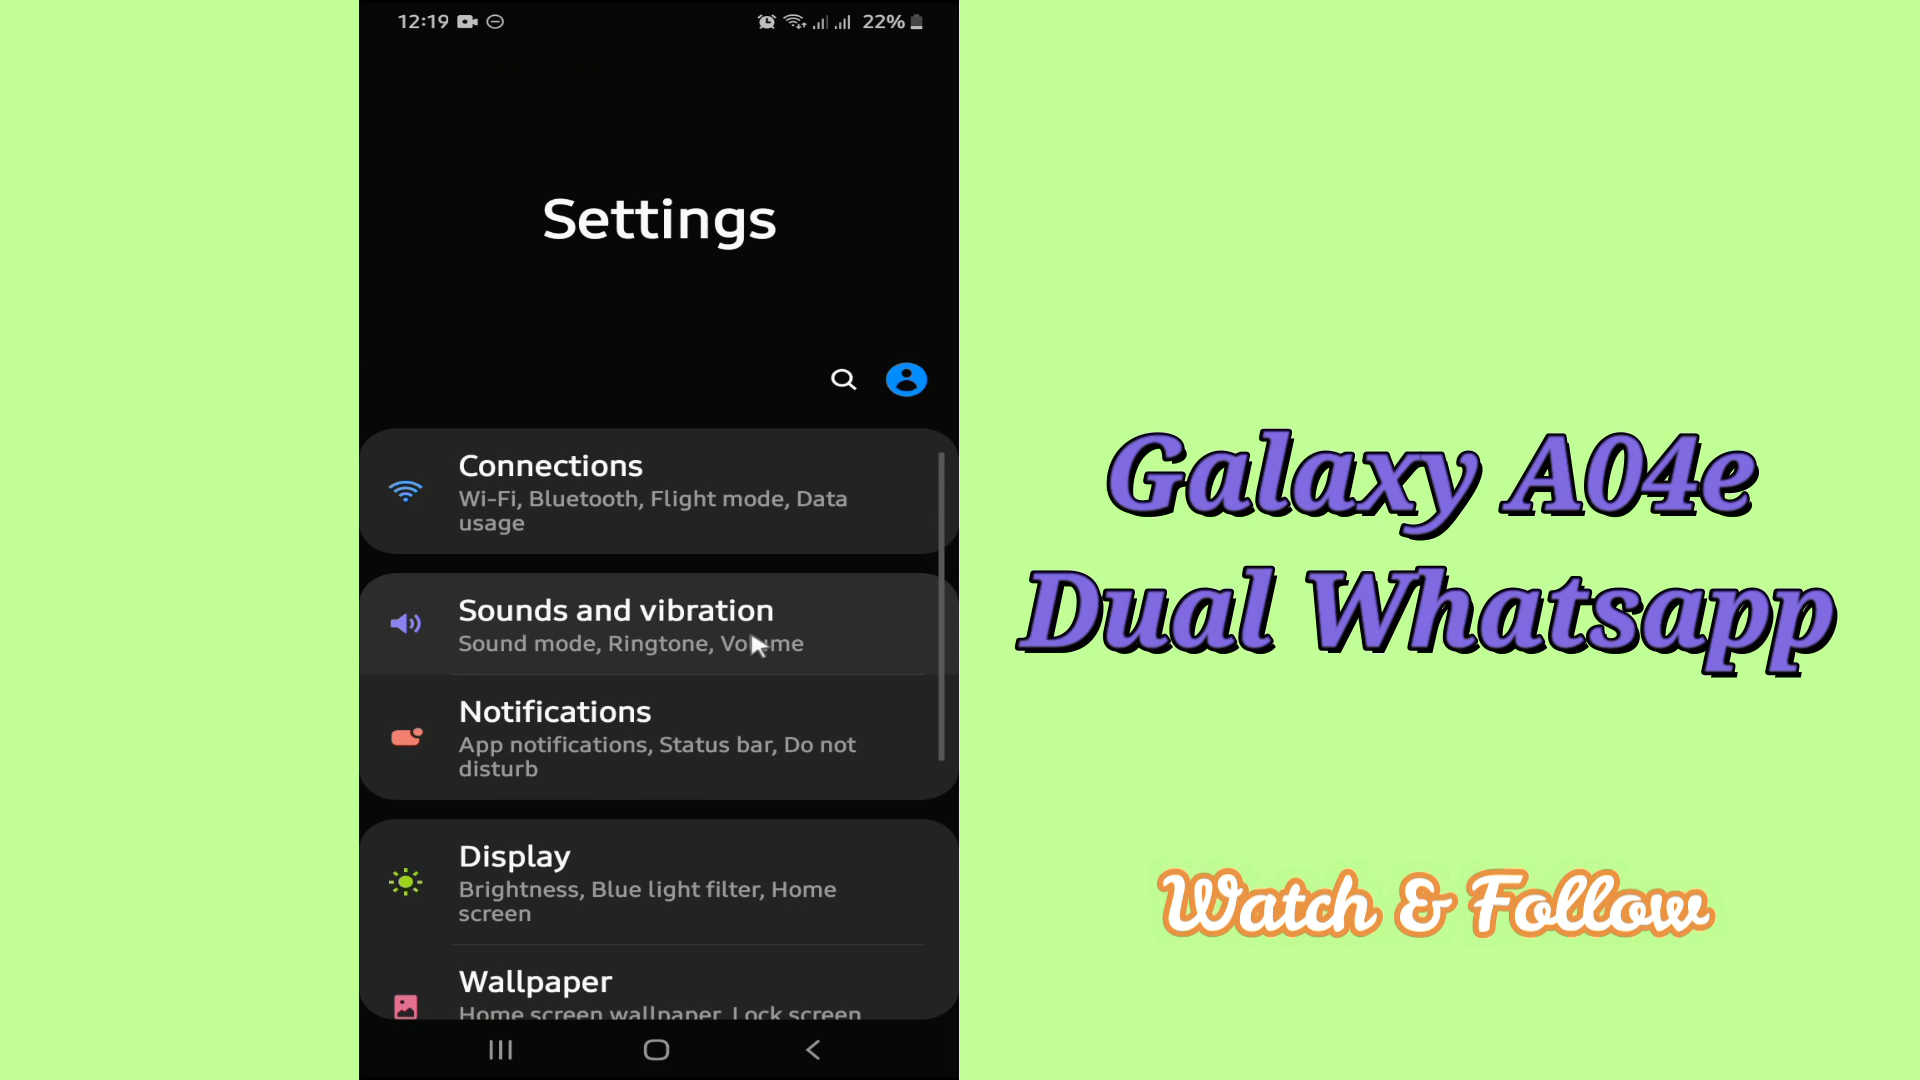 12:19
22%
Settings
Connections
Wi-Fi, Bluetooth, Flight mode, Data
usage
Sounds and vibration
Sound mode, Ringtone, Volume
Notifications
App notifications, Status bar, Do not
disturb
Display
Brightness, Blue light filter, Home
screen
Wallpaper
Home screen wallpaper, Lock screen
Galaxy A04e
Dual Whatsapp
Watch & Follow